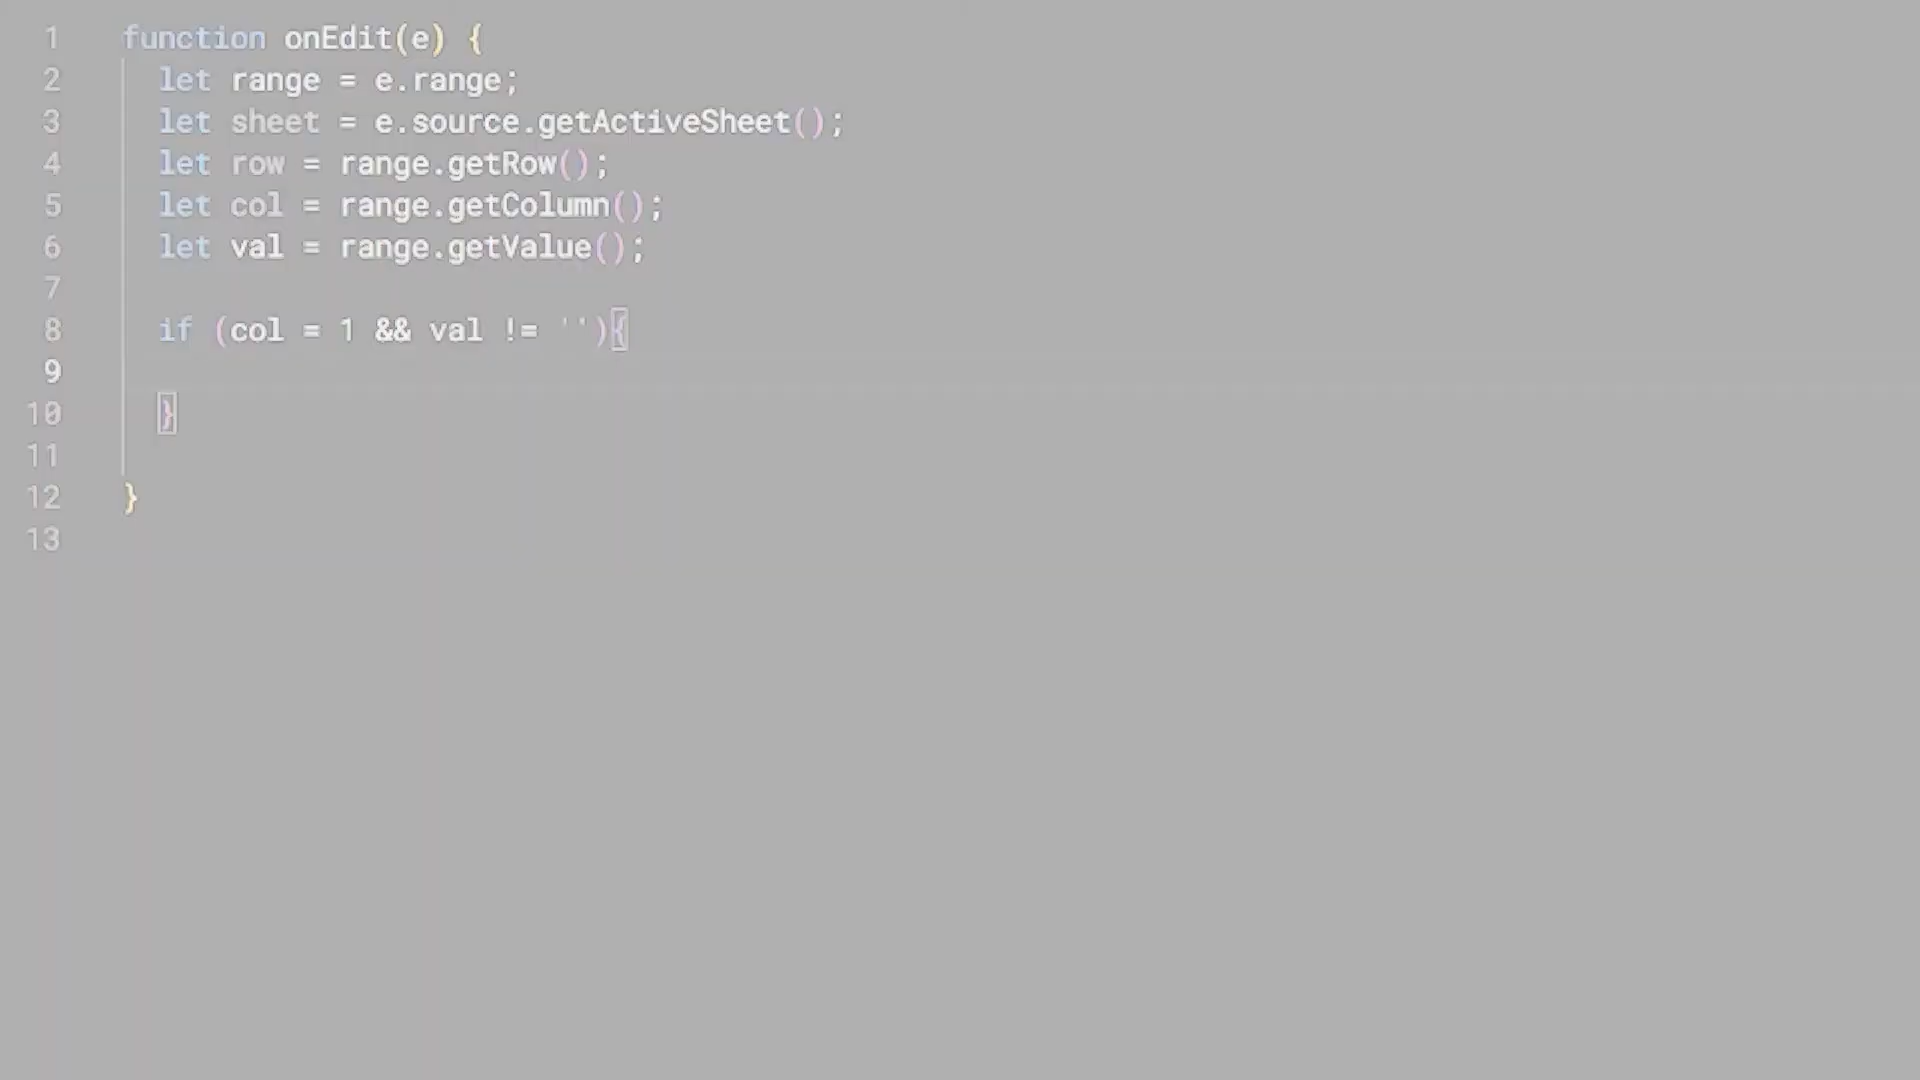 1 function onEdit(e) {
2 let range = e.range;
3 let sheet = e.source.getActiveSheet();
4 let row = range.getRow();
5 let col = range.getColumn();
6 let val = range.getValue();
7
8 if (col = 1 && val != ''){
9
10 }
11
12 }
13